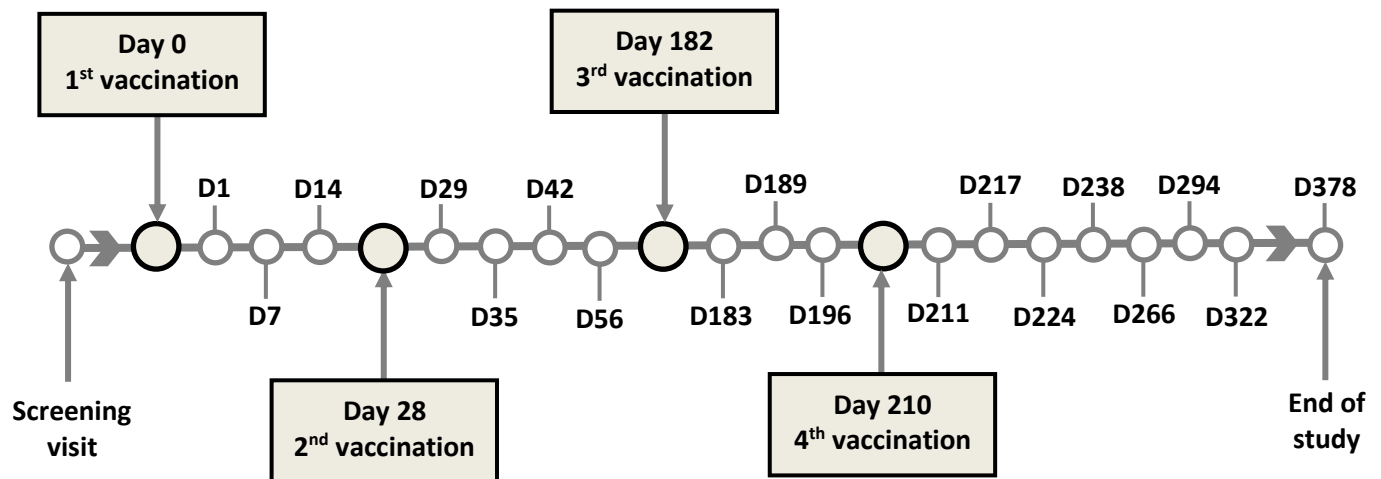 Day 0
1st vaccination
Day 182
3rd vaccination
D1
D14
D29
D42
D189
D217
D238
D294
D378
D7
D35
D56
D183
D196
D211
D224
D266
D322
Screening
visit
Day 28
2nd vaccination
Day 210
4th vaccination
End of
study